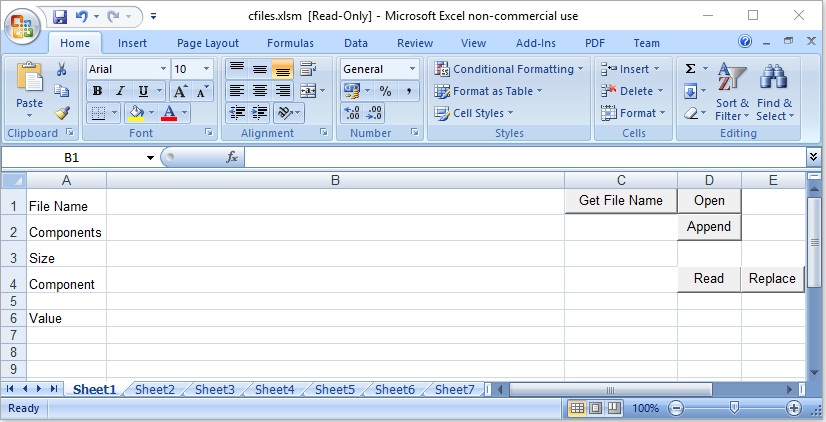 cfiles.xlsm [Read-Only] - Microsoft Excel non-commercial use
Home Insert Page Layout Formulas Data Review View Add-Ins PDF Team
Paste
Clipboard
Arial 10
B I U A A
A
Font
Alignment
General
$ % ,
.00 .0
.0 .00
Number
Conditional Formatting
Format as Table
Cell Styles
Styles
Insert
Delete
Format
Cells
Σ
A Z
Sort & Filter
Find & Select
Editing
B1 fx
A B C D E
1 File Name Get File Name Open
2 Components Append
3 Size
4 Component Read Replace
5
6 Value
7
8
9
Sheet1 Sheet2 Sheet3 Sheet4 Sheet5 Sheet6 Sheet7
Ready 100%